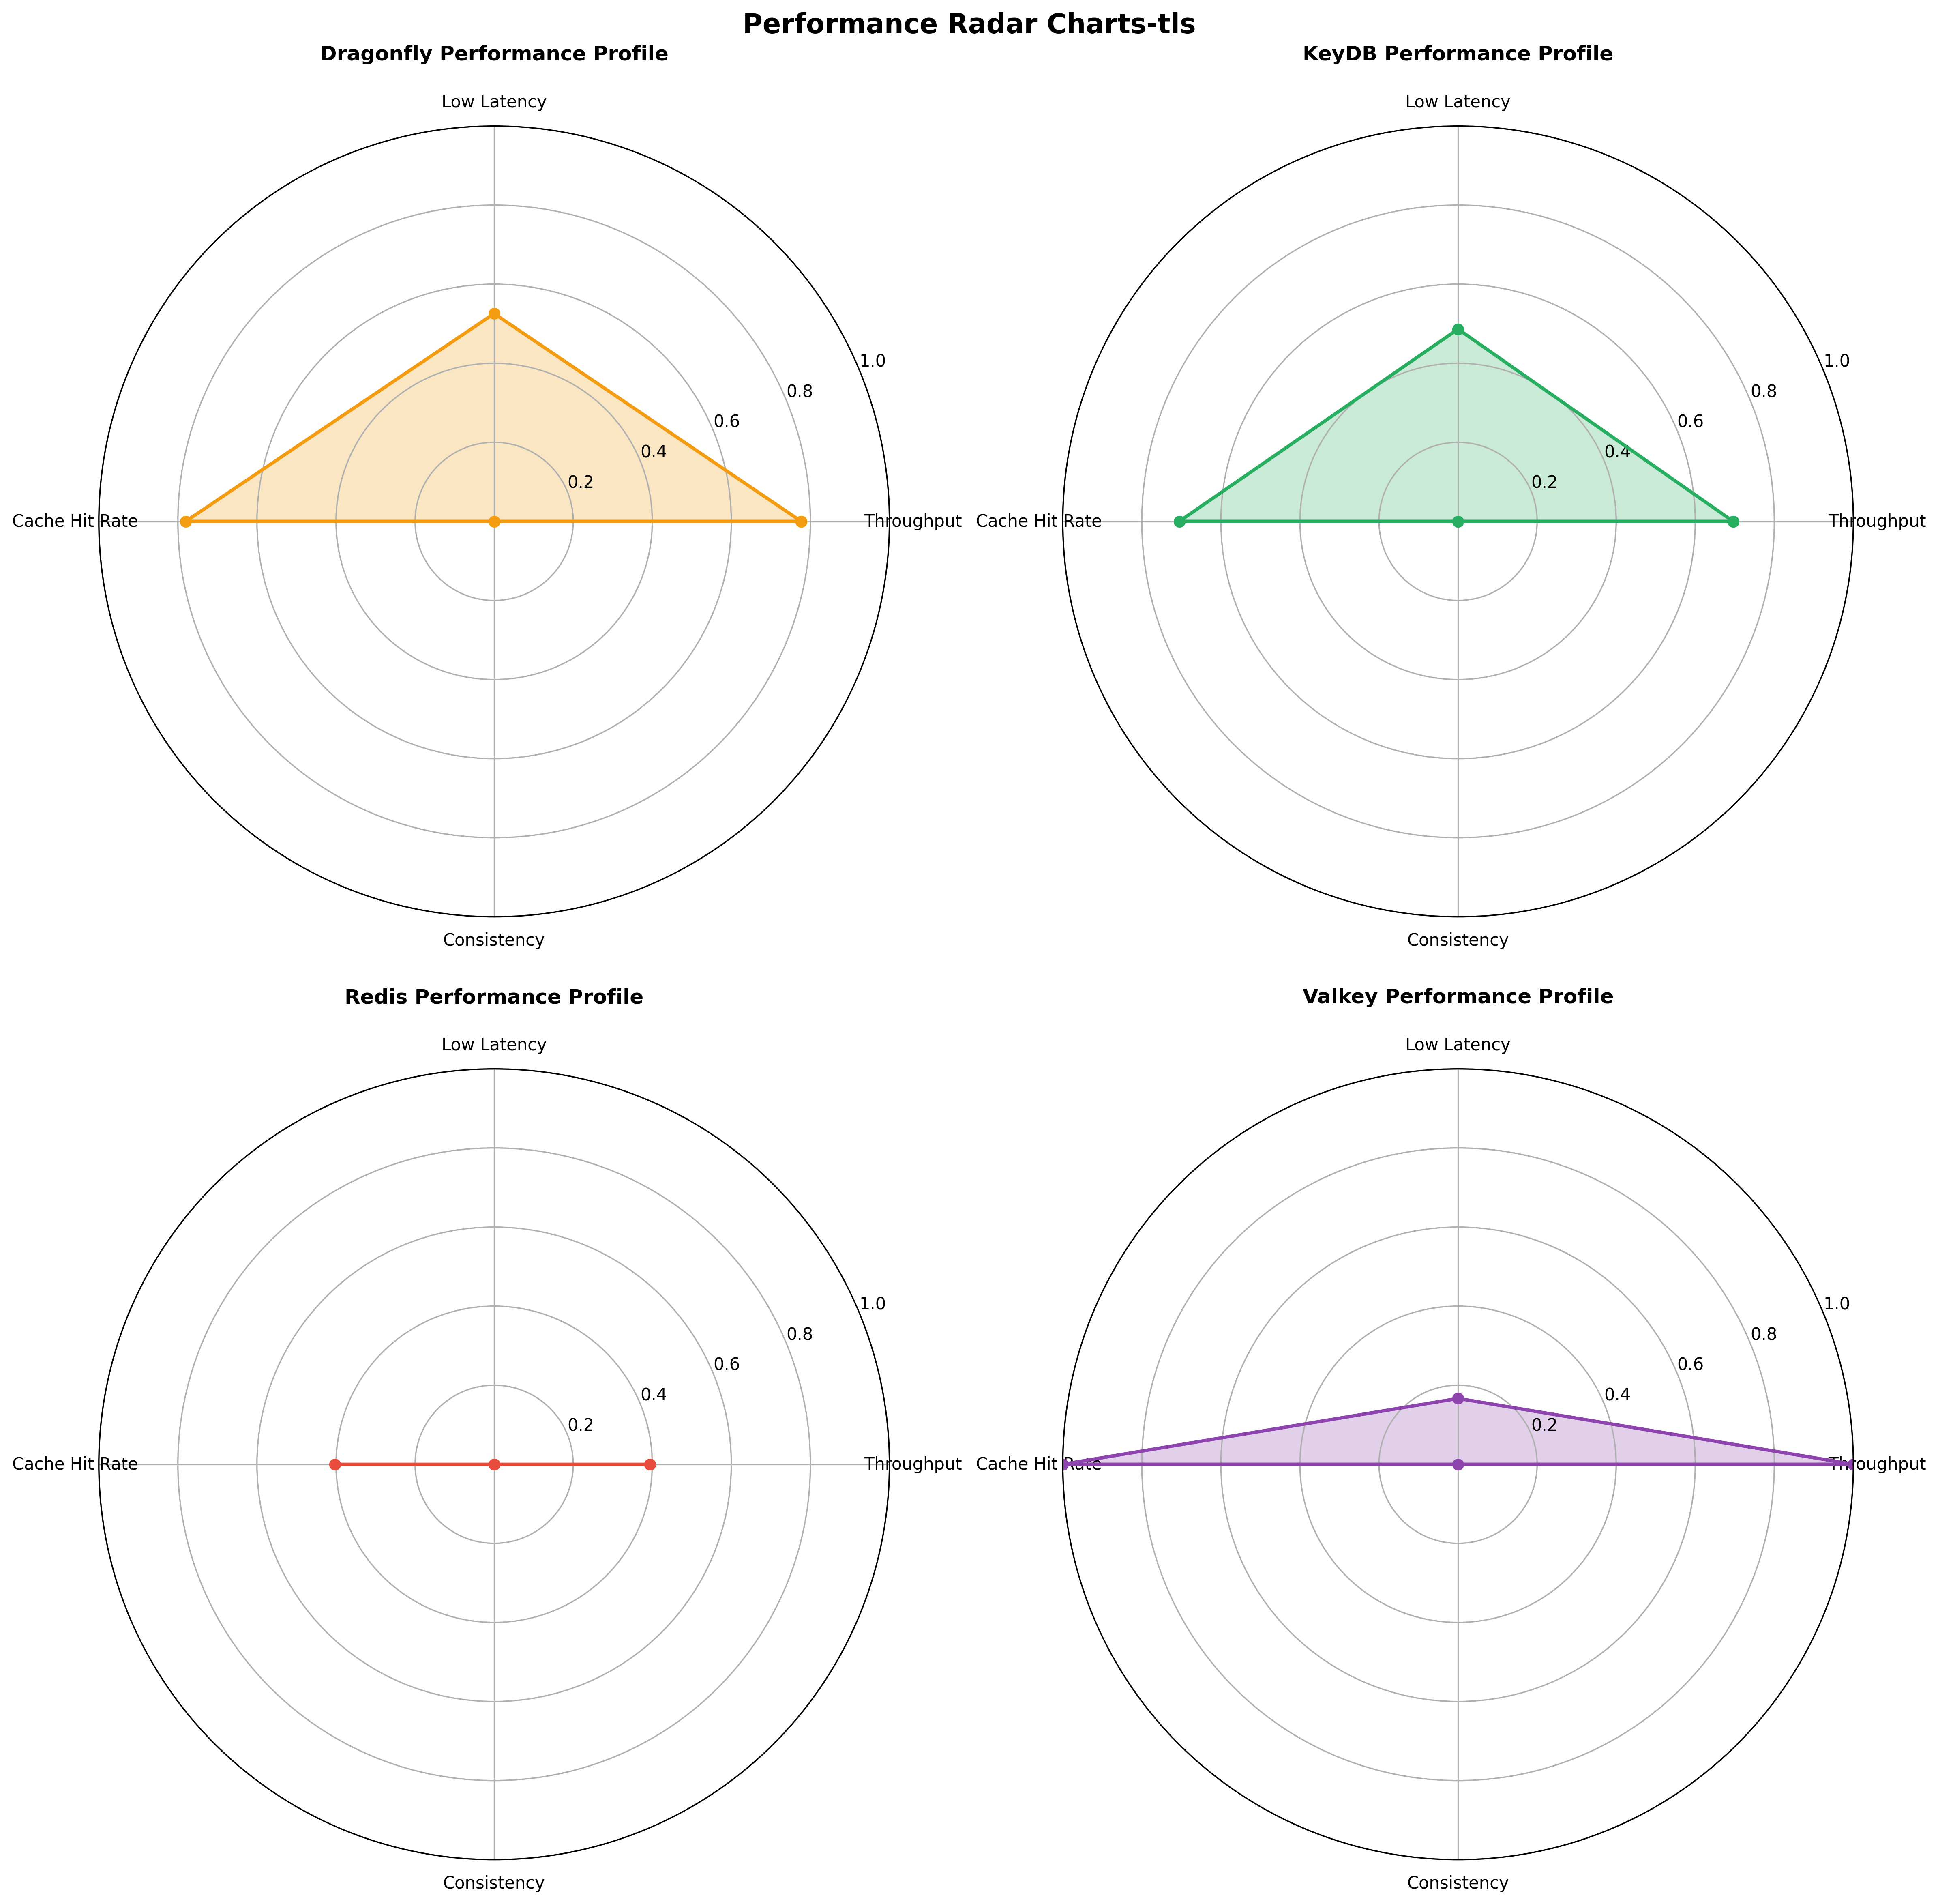 Performance Radar Charts-tls
Dragonfly Performance Profile
Low Latency
1.0
0.8
0.6
0.4
0.2
Cache Hit Rate
Throughput
Consistency
KeyDB Performance Profile
Low Latency
1.0
0.8
0.6
0.4
0.2
Cache Hit Rate
Throughput
Consistency
Redis Performance Profile
Low Latency
1.0
0.8
0.6
0.4
0.2
Cache Hit Rate
Throughput
Consistency
Valkey Performance Profile
Low Latency
1.0
0.8
0.6
0.4
0.2
Cache Hit Rate
Throughput
Consistency